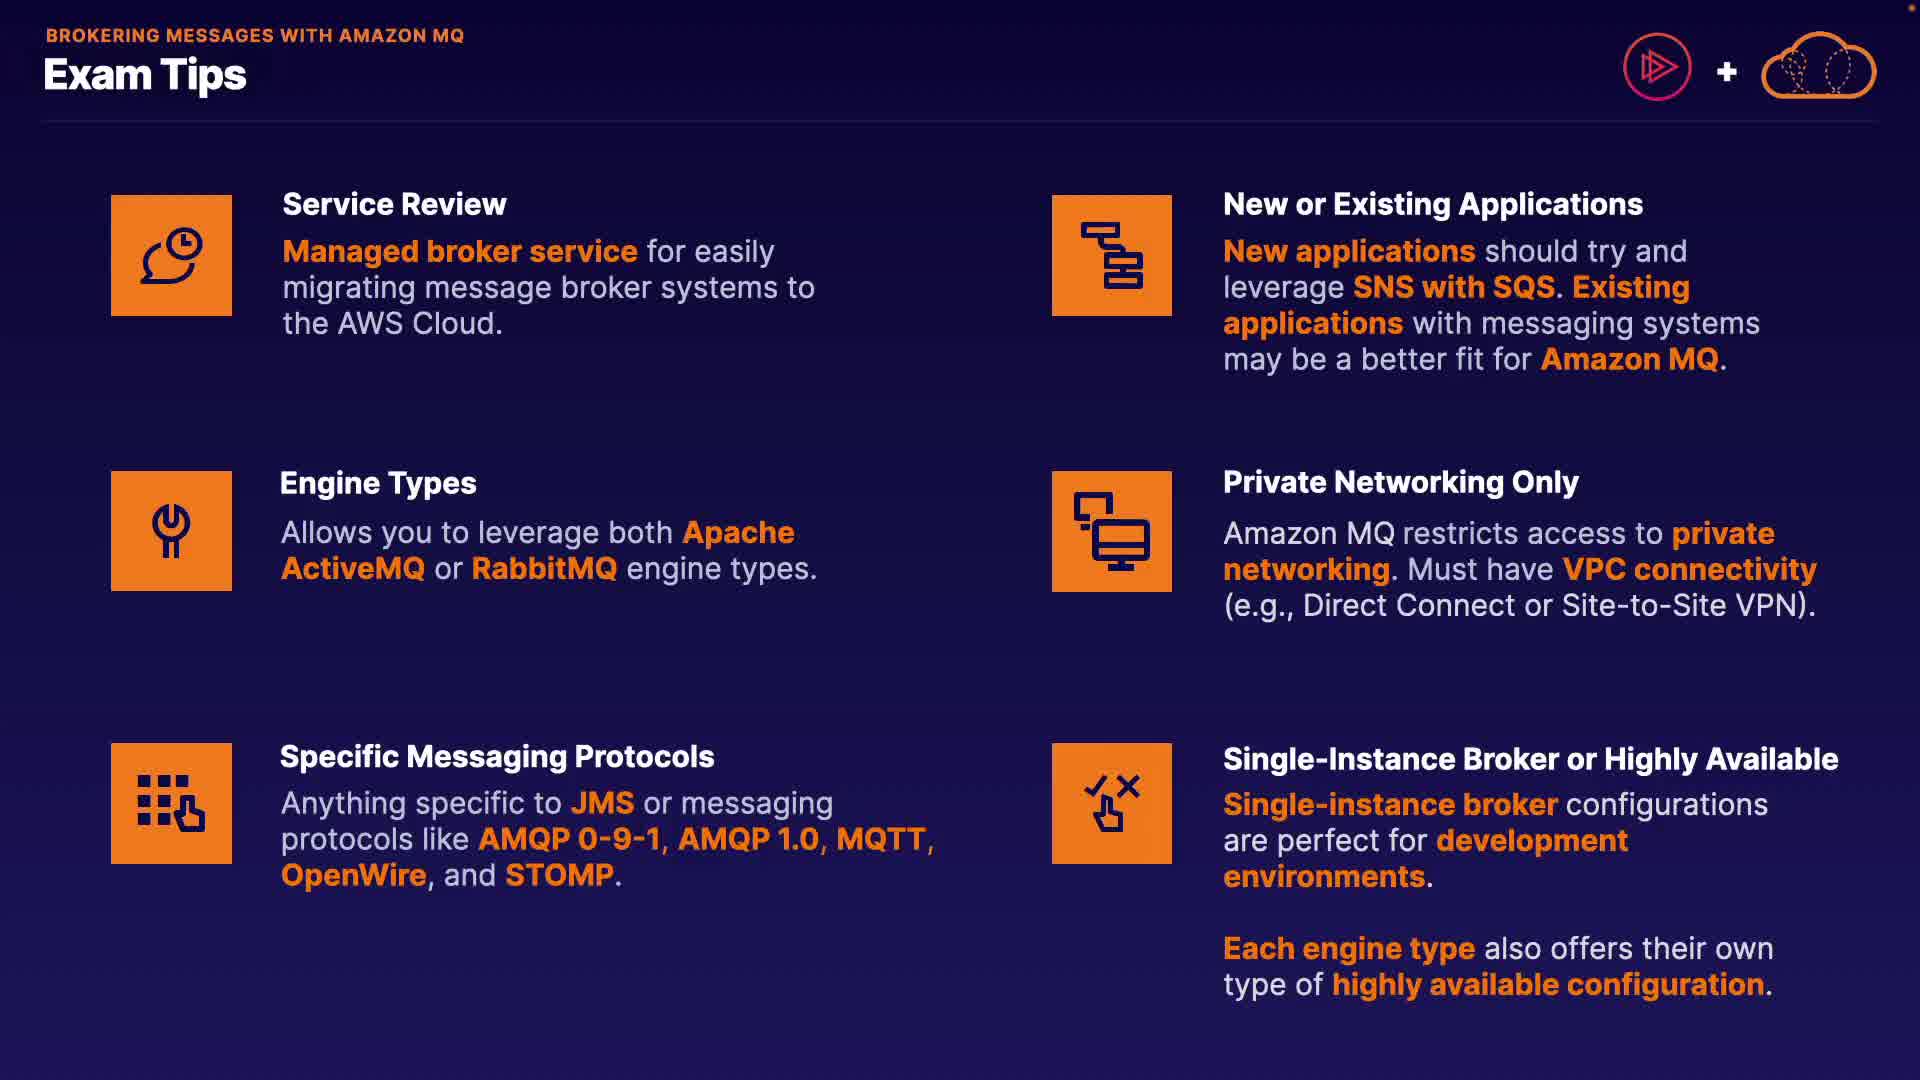 BROKERING MESSAGES WITH AMAZON MQ
Exam Tips
Service Review
Managed broker service for easily
migrating message broker systems to
the AWS Cloud.
Engine Types
Allows you to leverage both Apache
ActiveMQ or RabbitMQ engine types.
Specific Messaging Protocols
Anything specific to JMS or messaging
protocols like AMQP 0-9-1, AMQP 1.0, MQTT,
OpenWire, and STOMP.
New or Existing Applications
New applications should try and
leverage SNS with SQS. Existing
applications with messaging systems
may be a better fit for Amazon MQ.
Private Networking Only
Amazon MQ restricts access to private
networking. Must have VPC connectivity
(e.g., Direct Connect or Site-to-Site VPN).
Single-Instance Broker or Highly Available
Single-instance broker configurations
are perfect for development
environments.
Each engine type also offers their own
type of highly available configuration.